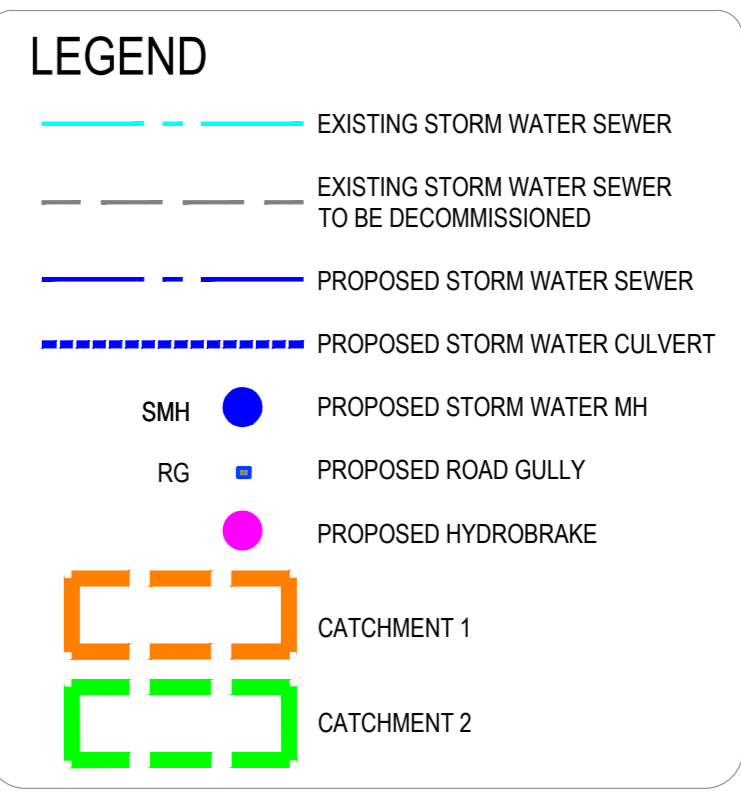 LEGEND
EXISTING STORM WATER SEWER
EXISTING STORM WATER SEWER
TO BE DECOMMISSIONED
PROPOSED STORM WATER SEWER
PROPOSED STORM WATER CULVERT
SMH PROPOSED STORM WATER MH
RG PROPOSED ROAD GULLY
PROPOSED HYDROBRAKE
CATCHMENT 1
CATCHMENT 2